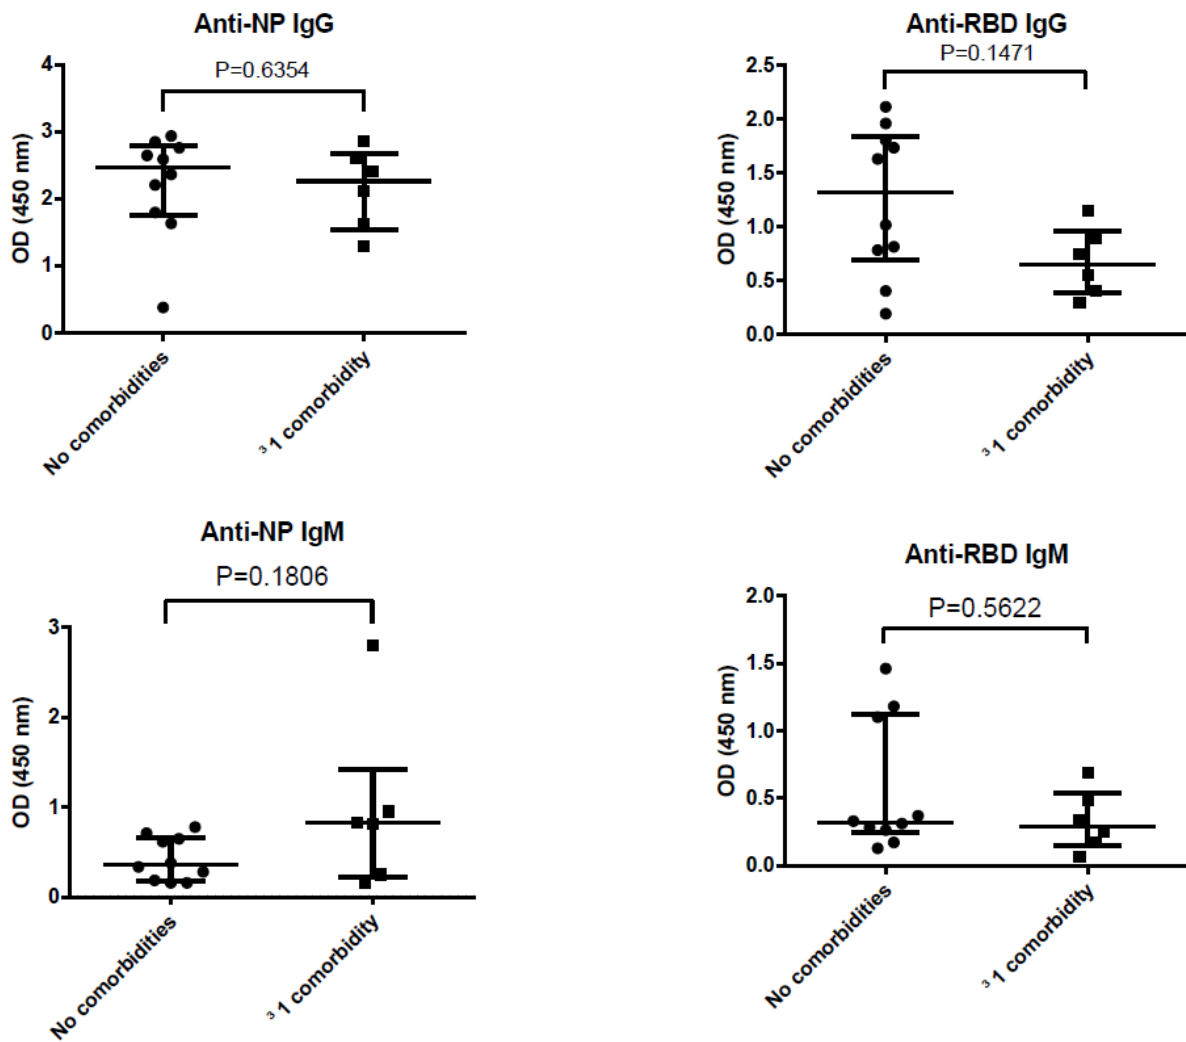 Anti-NP IgG
P=0.6354
OD (450 nm)
4
3
2
1
0
No comorbidities
³1 comorbidity
Anti-RBD IgG
P=0.1471
OD (450 nm)
2.5
2.0
1.5
1.0
0.5
0.0
No comorbidities
³1 comorbidity
Anti-NP IgM
P=0.1806
OD (450 nm)
3
2
1
0
No comorbidities
³1 comorbidity
Anti-RBD IgM
P=0.5622
OD (450 nm)
2.0
1.5
1.0
0.5
0.0
No comorbidities
³1 comorbidity